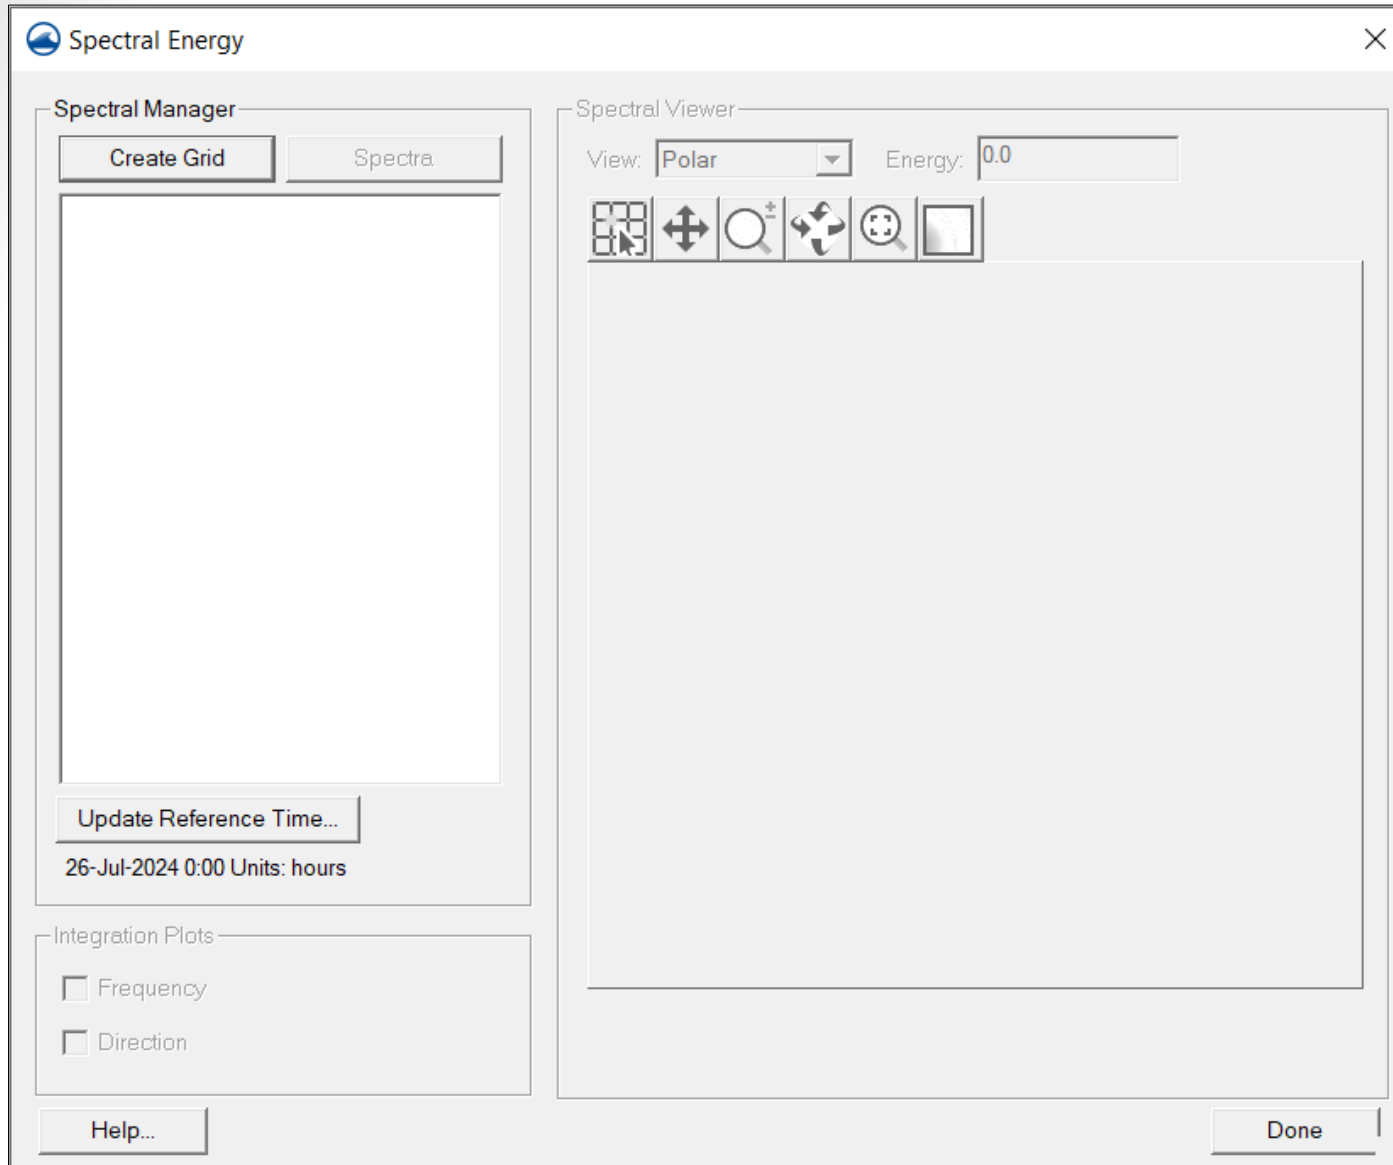 Spectral Energy
Spectral Manager
Create Grid
Spectra
Update Reference Time...
26-Jul-2024 0:00 Units: hours
Integration Plots
Frequency
Direction
Help...
Spectral Viewer
View: Polar
Energy: 0.0
Done